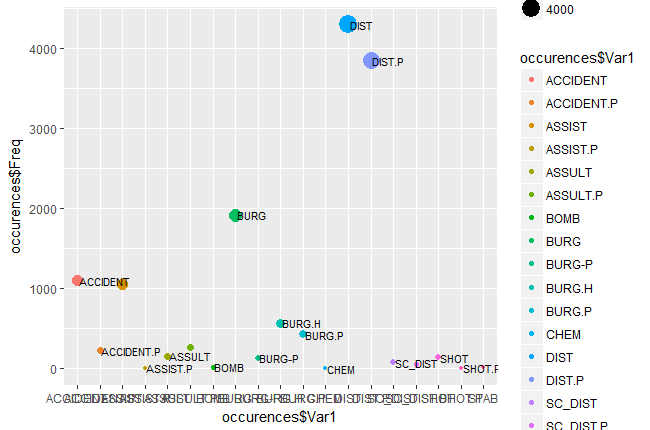 4000
occurences$Var1
ACCIDENT
ACCIDENT.P
ASSIST
ASSIST.P
ASSULT
ASSULT.P
BOMB
BURG
BURG-P
BURG.H
BURG.P
CHEM
DIST
DIST.P
SC_DIST
SC_DIST.P
occurences$Freq
4000
3000
2000
1000
0
DIST
DIST.P
BURG
ACCIDENT
BURG.H
BURG.P
ACCIDENT.P
ASSULT
BURG-P
SC_DIST
SHOT
ASSIST.P
BOMB
CHEM
SHOT.P
occurences$Var1